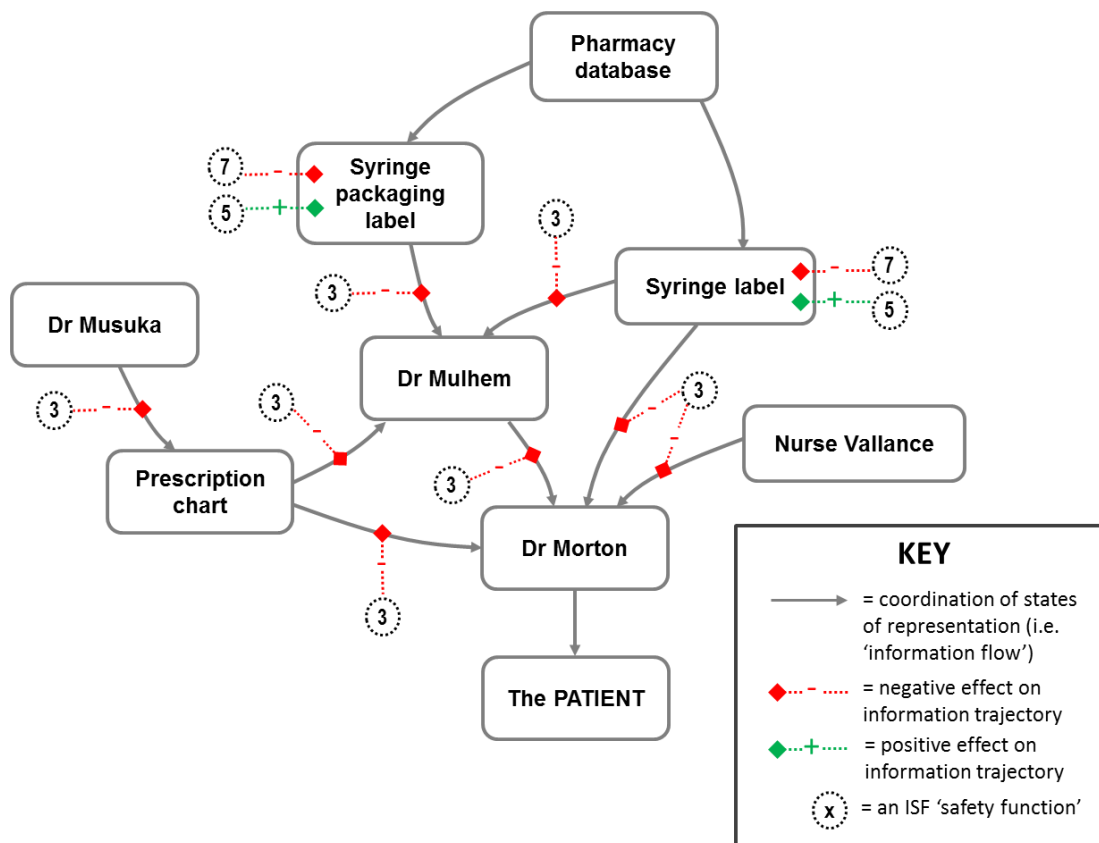 Pharmacy
database
7
-
Syringe
packaging
label
5
+
3
-
Syringe label
-
7
+
5
3
-
Dr Musuka
Dr Mulhem
3
-
3
-
3
-
-
Nurse Vallance
Prescription
chart
3
-
Dr Morton
-
3
The PATIENT
KEY
= coordination of states
of representation (i.e.
‘information flow’)
-
= negative effect on
information trajectory
+
= positive effect on
information trajectory
x
= an ISF ‘safety function’